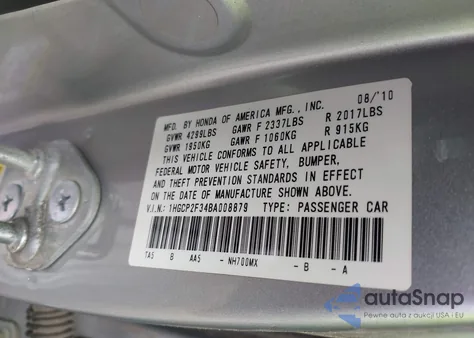 MFD. BY HONDA OF AMERICA MFG., INC. 08/'10
GVWR 4299LBS GAWR F 2337LBS R 2017LBS
GVWR 1950KG GAWR F 1060KG R 915KG
THIS VEHICLE CONFORMS TO ALL APPLICABLE
FEDERAL MOTOR VEHICLE SAFETY, BUMPER,
AND THEFT PREVENTION STANDARDS IN EFFECT
ON THE DATE OF MANUFACTURE SHOWN ABOVE.
V.I.N.: 1HGCP2F34BA008879 TYPE: PASSENGER CAR
TA5 B AA5 - NH700MX - B - A
autoSnap
Pewne auta z aukcji USA i EU